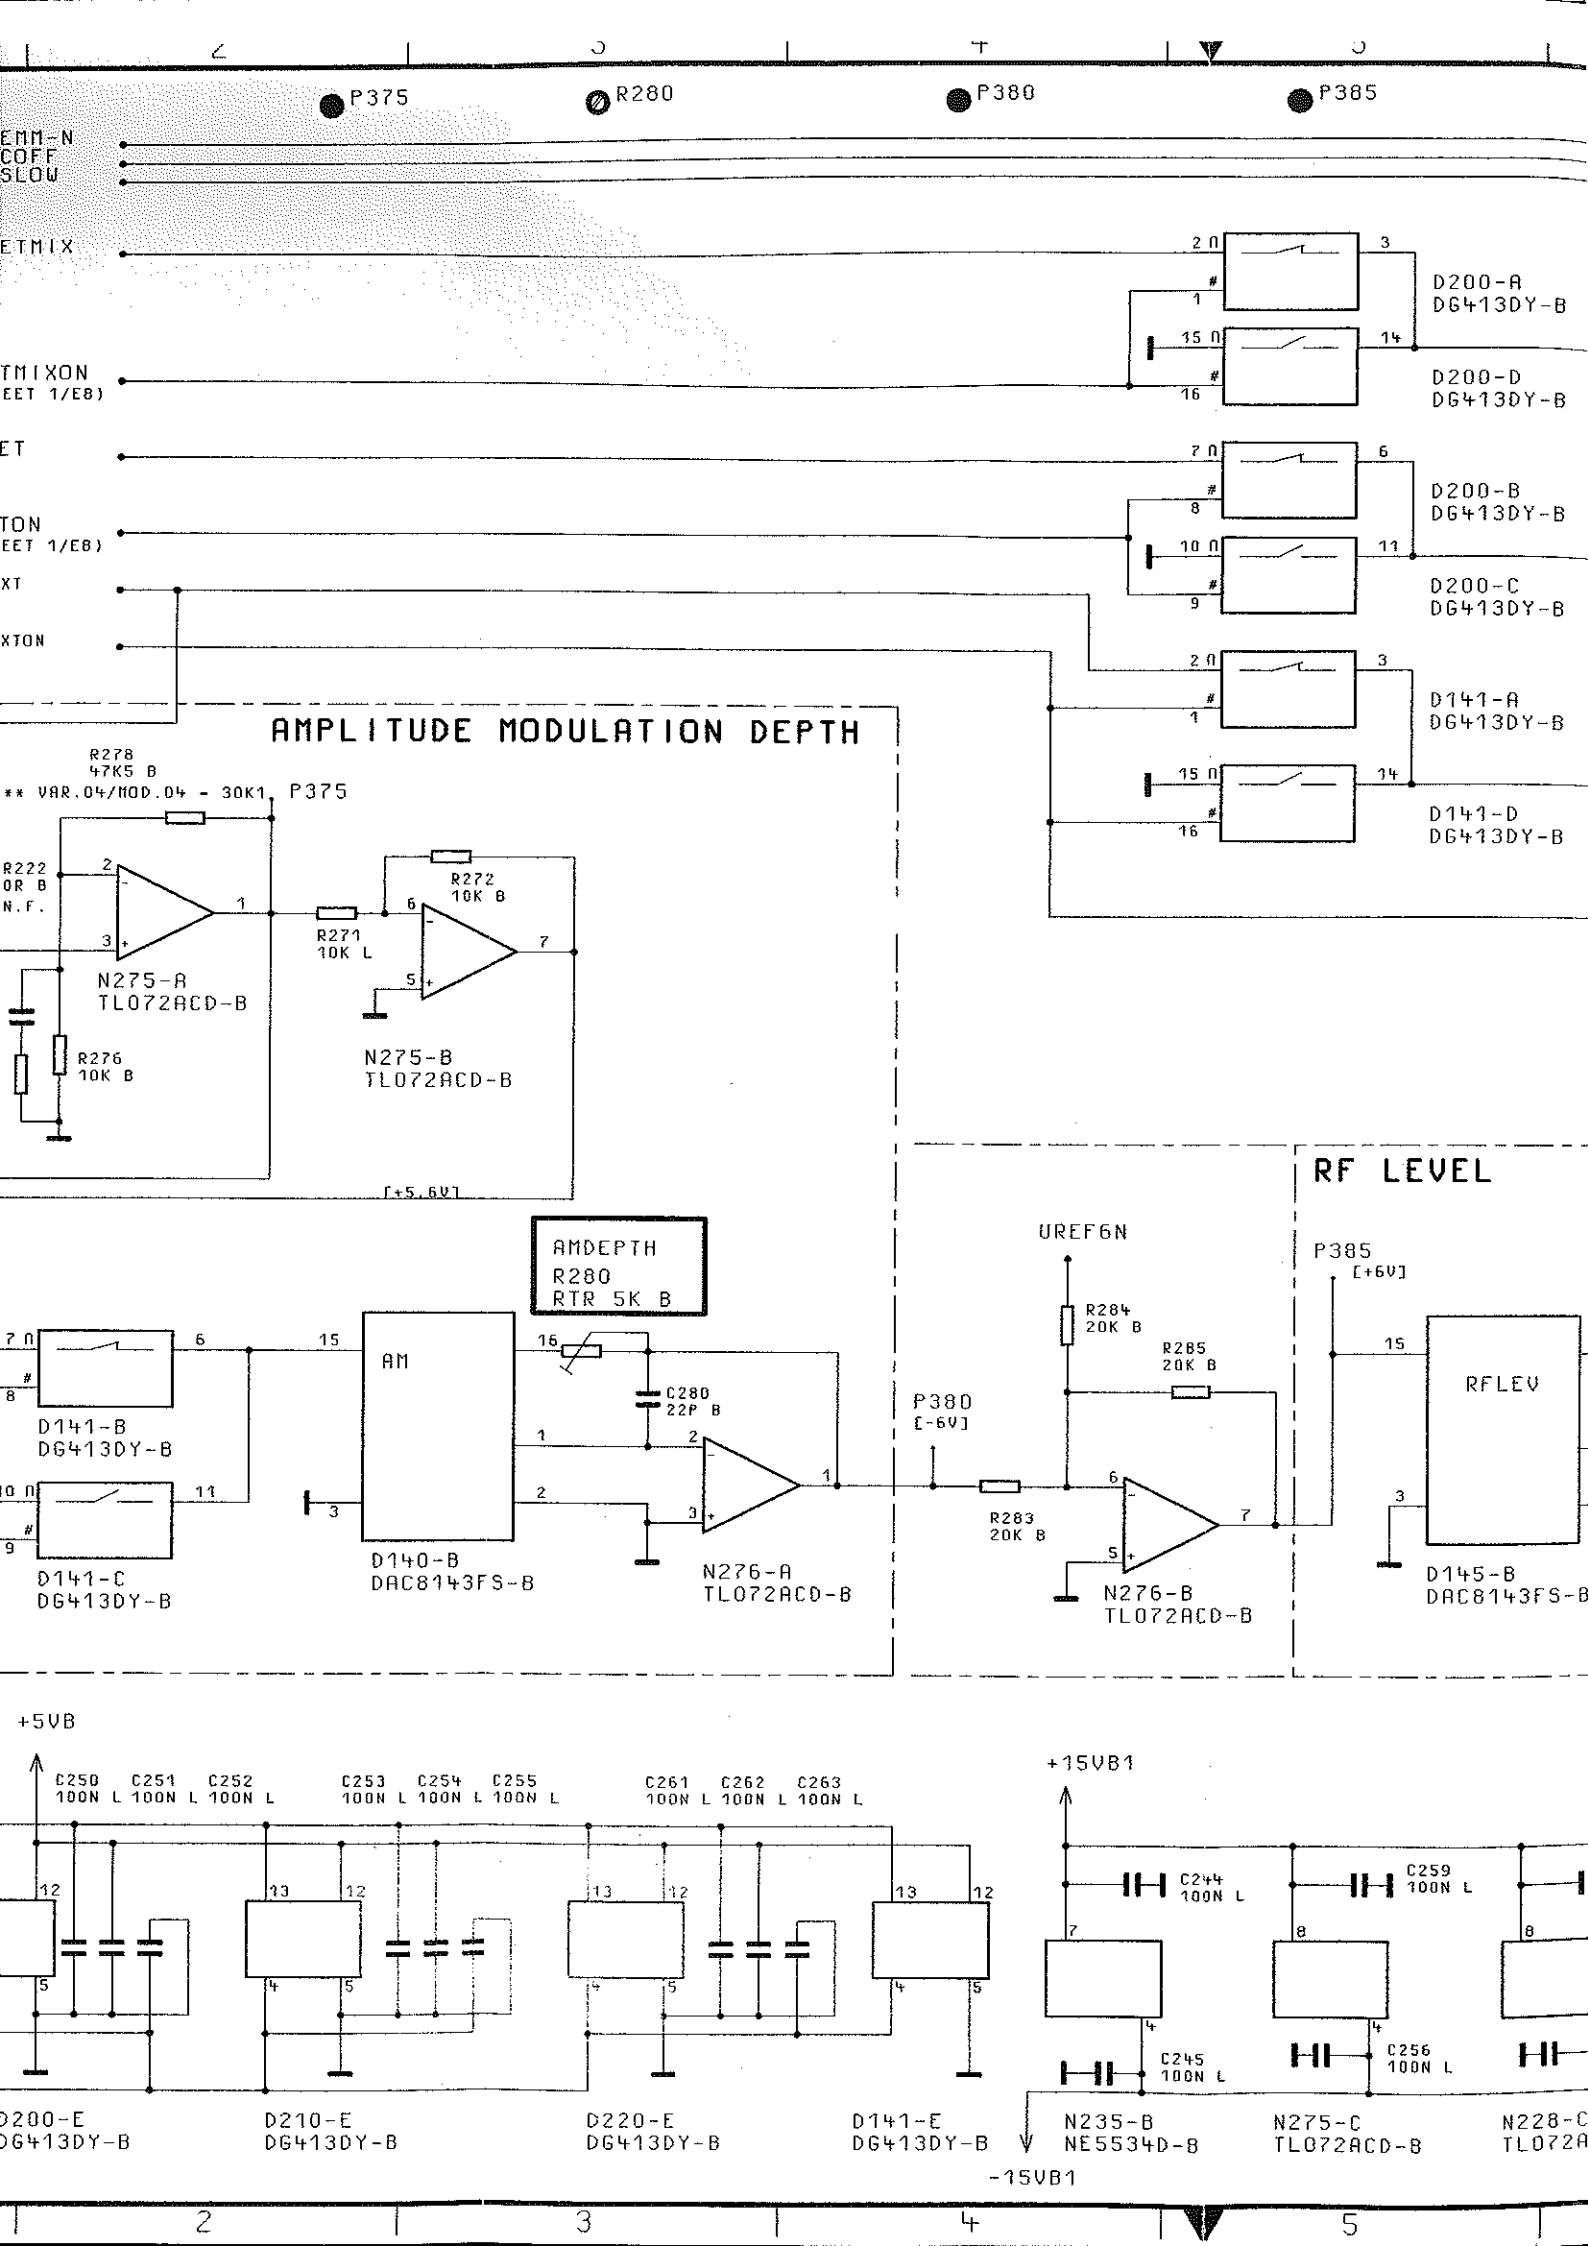 2 3 4 5
P375
R280
P380
P385
EMM-N
COFF
SLOW
ETMIX
2 3
#
1
D200-A
DG413DY-B
15 14
TMIXON
EET 1/E8)
#
16
D200-D
DG413DY-B
ET
7 6
#
8
D200-B
DG413DY-B
TON
EET 1/E8)
10 11
XT
#
9
D200-C
DG413DY-B
XTON
2 3
#
1
D141-A
DG413DY-B
AMPLITUDE MODULATION DEPTH
R278
47K5 B
** VAR.04/MOD.04 - 30K1
P375
15 14
#
16
D141-D
DG413DY-B
R222
0R B
N.F.
2
-
1
3
+
N275-A
TL072ACD-B
R272
10K B
R271
10K L
6
-
7
5
+
N275-B
TL072ACD-B
R276
10K B
[+5.6V]
RF LEVEL
AMDEPTH
R280
RTR 5K B
UREF6N
P385
[+6V]
R284
20K B
R285
20K B
7 6
#
8
D141-B
DG413DY-B
15
AM
16
C280
22P B
P380
[-6V]
15
RFLEV
1
2
-
1
3
+
2
3
10 11
#
9
D141-C
DG413DY-B
D140-B
DAC8143FS-B
N276-A
TL072ACD-B
R283
20K B
6
-
7
5
+
N276-B
TL072ACD-B
3
D145-B
DAC8143FS-B
+5VB
C250 C251 C252
100N L 100N L 100N L
C253 C254 C255
100N L 100N L 100N L
C261 C262 C263
100N L 100N L 100N L
+15VB1
12 13 12 13 12 13 12
C244
100N L
C259
100N L
7 8 8
5 4 5 4 5 4 5
4 4
C245
100N L
C256
100N L
D200-E
DG413DY-B
D210-E
DG413DY-B
D220-E
DG413DY-B
D141-E
DG413DY-B
N235-B
NE5534D-B
N275-C
TL072ACD-B
N228-C
TL072A
-15VB1
2 3 4 5